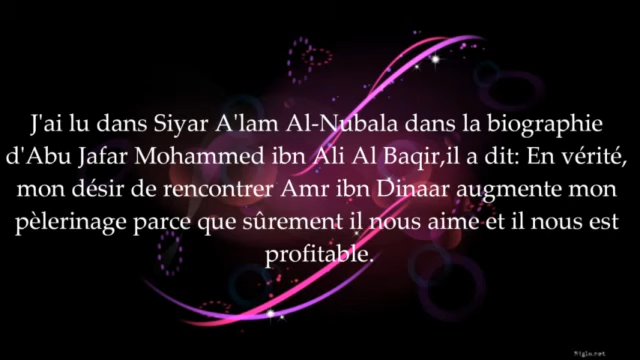 J'ai lu dans Siyar A'lam Al-Nubala dans la biographie
d'Abu Jafar Mohammed ibn Ali Al Baqir,il a dit: En vérité,
mon désir de rencontrer Amr ibn Dinaar augmente mon
pèlerinage parce que sûrement il nous aime et il nous est
profitable.
Riglu.net